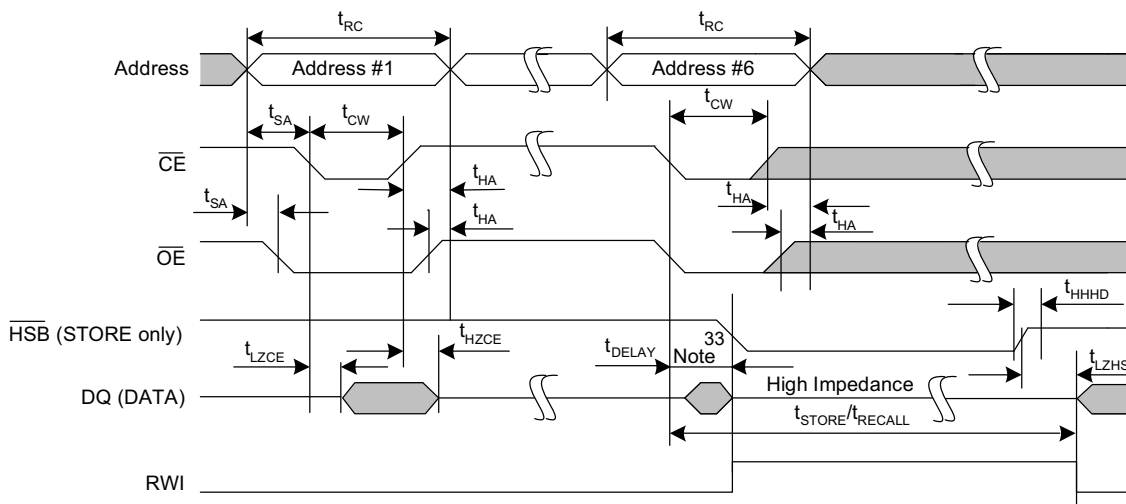 tRC tRC
Address Address #1 Address #6
tSA tCW tCW
CE
tHA
tSA tHA
tHA tHA
OE
tHHHD
HSB (STORE only)
tLZCE tHZCE tDELAY Note 33 tLZHS
DQ (DATA) High Impedance
tSTORE/tRECALL
RWI